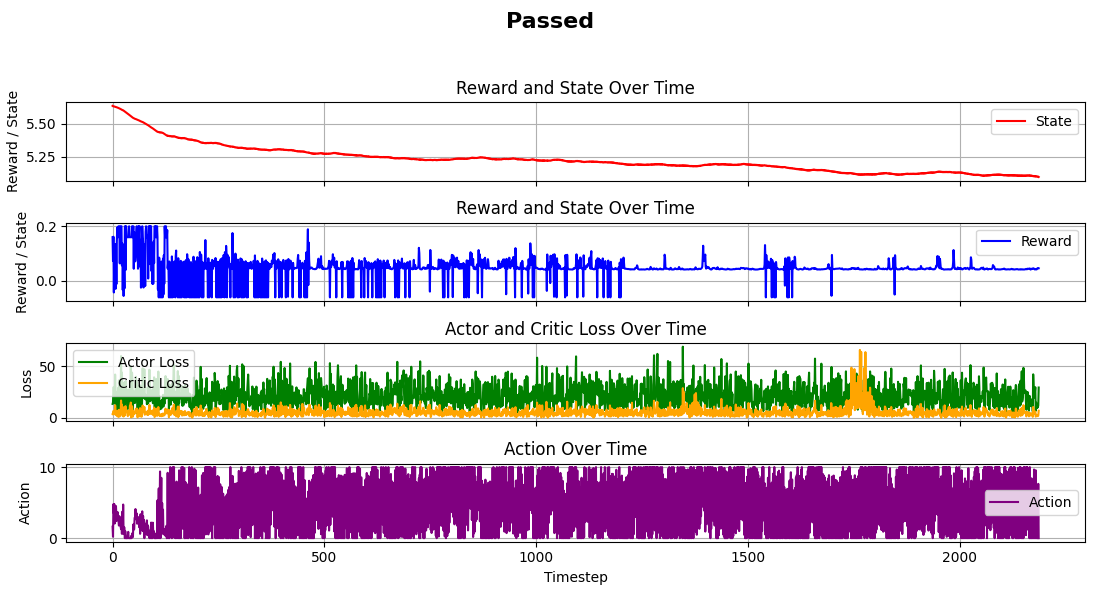 Passed
Reward and State Over Time
Reward / State
5.50
5.25
State
Reward and State Over Time
Reward / State
0.2
0.0
Reward
Actor and Critic Loss Over Time
Loss
50
0
Actor Loss
Critic Loss
Action Over Time
Action
10
0
Action
0
500
1000
1500
2000
Timestep